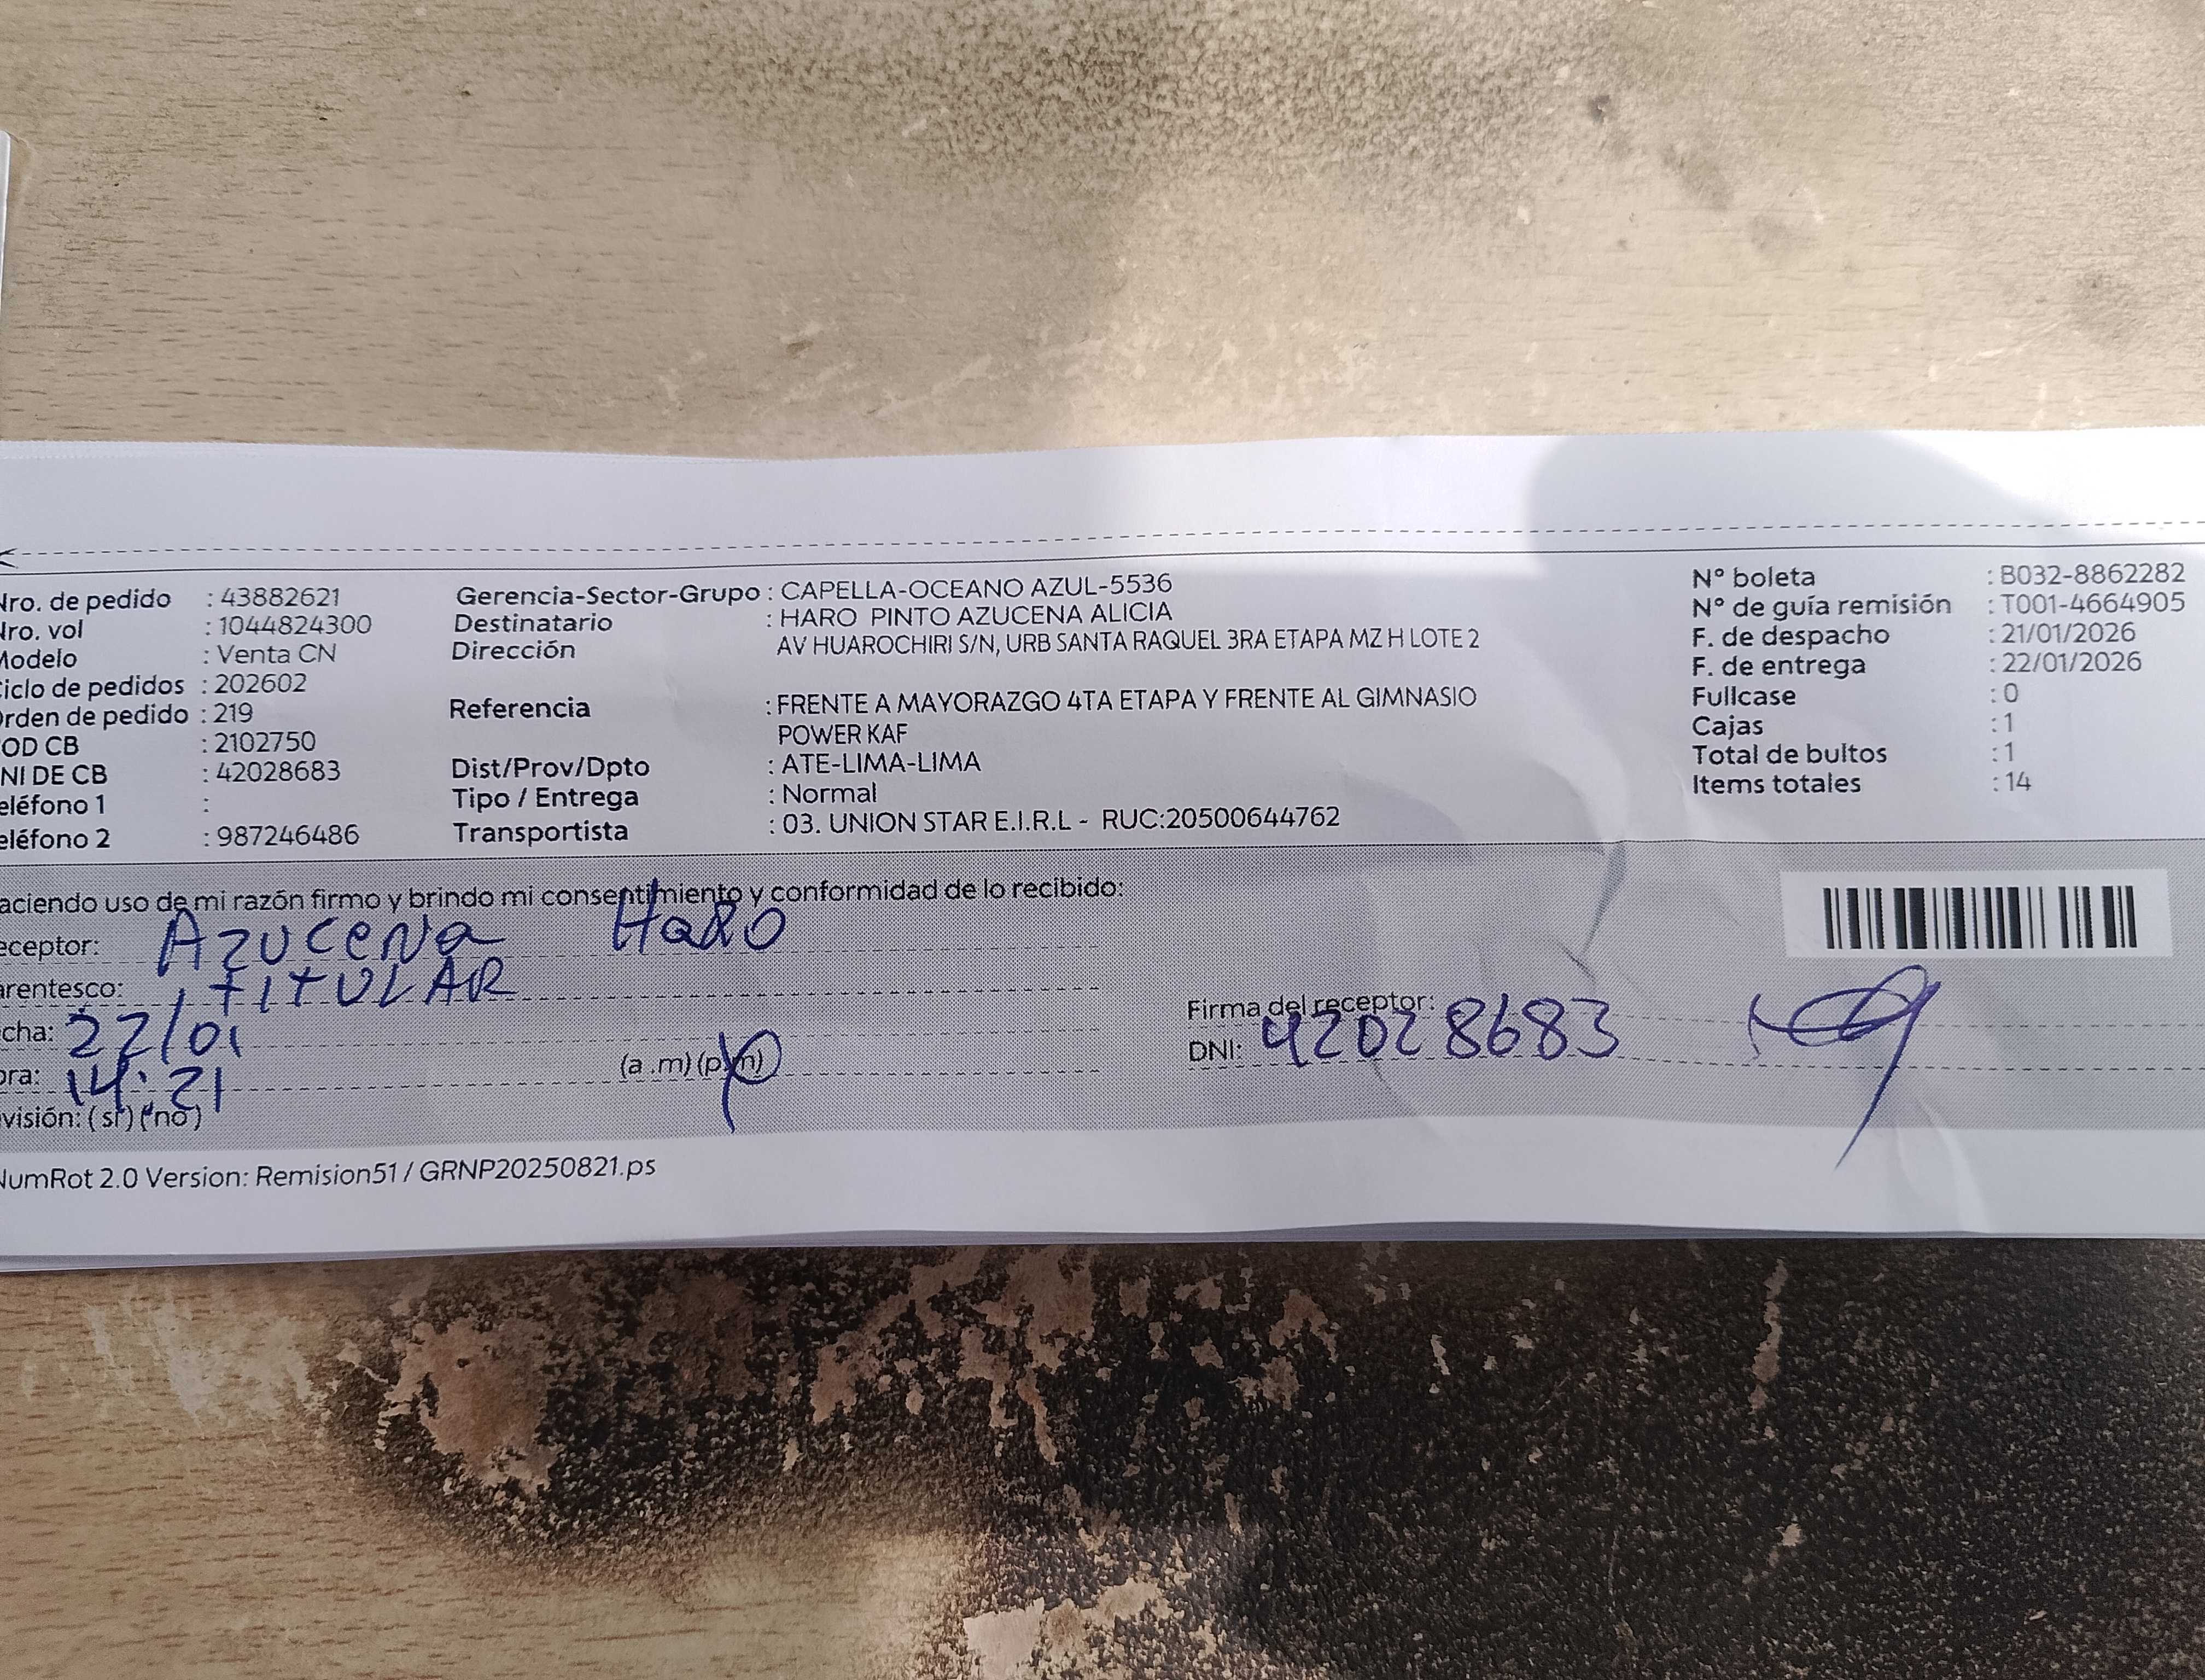 Nro. de pedido : 43882621
Nro. vol : 1044824300
Modelo : Venta CN
Ciclo de pedidos : 202602
Orden de pedido : 219
COD CB : 2102750
DNI DE CB : 42028683
Teléfono 1 :
Teléfono 2 : 987246486
Gerencia-Sector-Grupo : CAPELLA-OCEANO AZUL-5536
Destinatario : HARO PINTO AZUCENA ALICIA
Dirección AV HUAROCHIRI S/N, URB SANTA RAQUEL 3RA ETAPA MZ H LOTE 2
Referencia : FRENTE A MAYORAZGO 4TA ETAPA Y FRENTE AL GIMNASIO
POWER KAF
Dist/Prov/Dpto : ATE-LIMA-LIMA
Tipo / Entrega : Normal
Transportista : 03. UNION STAR E.I.R.L - RUC:20500644762
N° boleta : B032-8862282
N° de guía remisión : T001-4664905
F. de despacho : 21/01/2026
F. de entrega : 22/01/2026
Fullcase : 0
Cajas : 1
Total de bultos : 1
Items totales : 14
aciendo uso de mi razón firmo y brindo mi consentimiento y conformidad de lo recibido:
eceptor: Azucena Haro
arentesco: TITULAR
cha: 22/01
ora: 14:21 (a .m) (p.m)
visión: ( si ) ( no )
Firma del receptor:
DNI: 42028683
NumRot 2.0 Version: Remision51 / GRNP20250821.ps